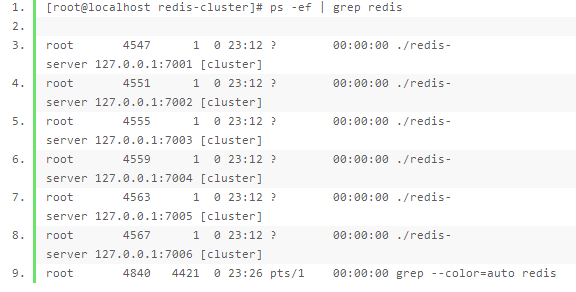 1. [root@localhost redis-cluster]# ps -ef | grep redis
2.
3. root       4547      1  0 23:12 ?        00:00:00 ./redis-
server 127.0.0.1:7001 [cluster]
4. root       4551      1  0 23:12 ?        00:00:00 ./redis-
server 127.0.0.1:7002 [cluster]
5. root       4555      1  0 23:12 ?        00:00:00 ./redis-
server 127.0.0.1:7003 [cluster]
6. root       4559      1  0 23:12 ?        00:00:00 ./redis-
server 127.0.0.1:7004 [cluster]
7. root       4563      1  0 23:12 ?        00:00:00 ./redis-
server 127.0.0.1:7005 [cluster]
8. root       4567      1  0 23:12 ?        00:00:00 ./redis-
server 127.0.0.1:7006 [cluster]
9. root       4840   4421  0 23:26 pts/1    00:00:00 grep --color=auto redis